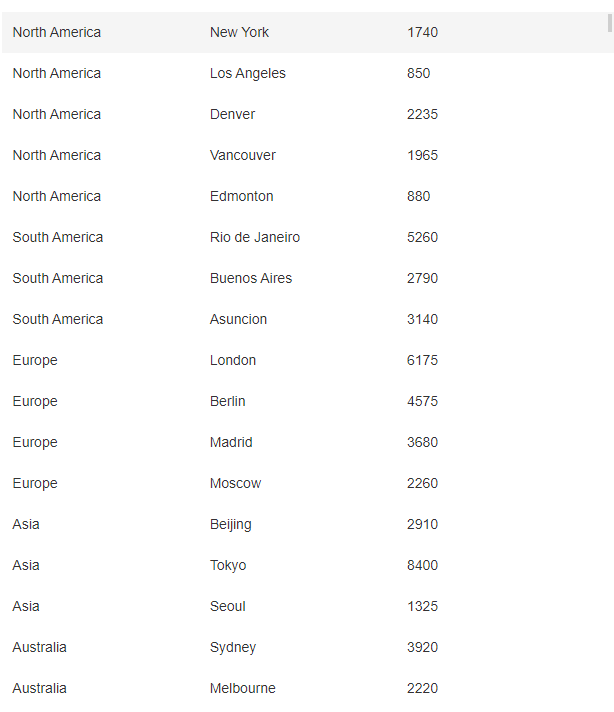 North America New York 1740
North America Los Angeles 850
North America Denver 2235
North America Vancouver 1965
North America Edmonton 880
South America Rio de Janeiro 5260
South America Buenos Aires 2790
South America Asuncion 3140
Europe London 6175
Europe Berlin 4575
Europe Madrid 3680
Europe Moscow 2260
Asia Beijing 2910
Asia Tokyo 8400
Asia Seoul 1325
Australia Sydney 3920
Australia Melbourne 2220